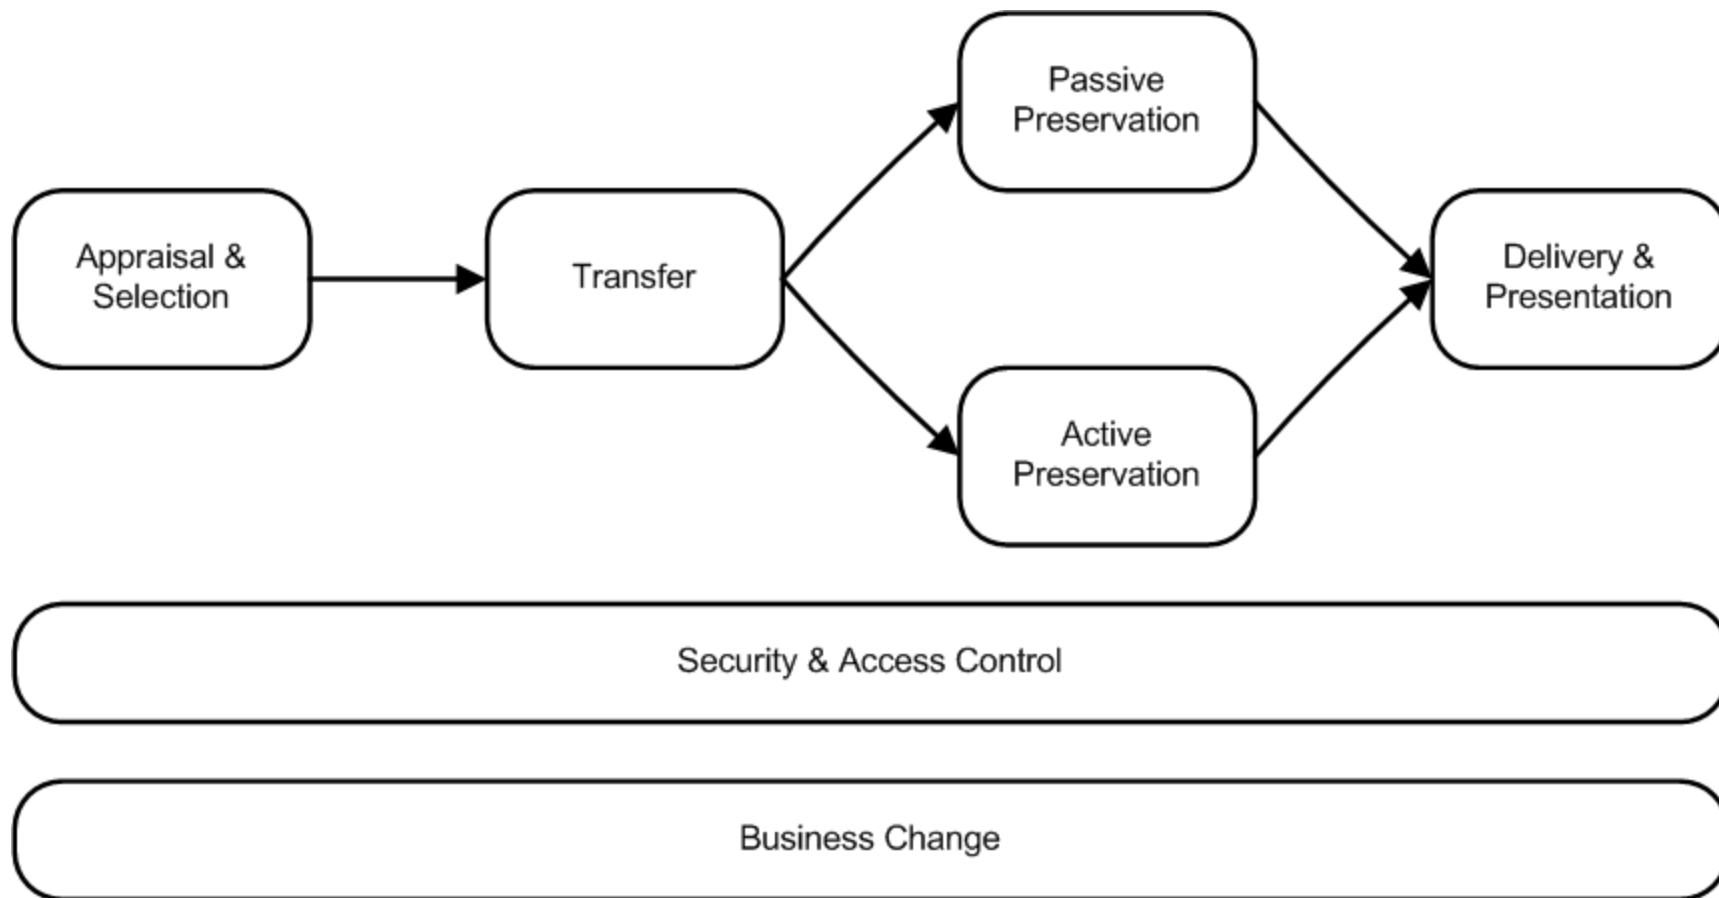 Appraisal &
Selection
Transfer
Passive
Preservation
Active
Preservation
Delivery &
Presentation
Security & Access Control
Business Change